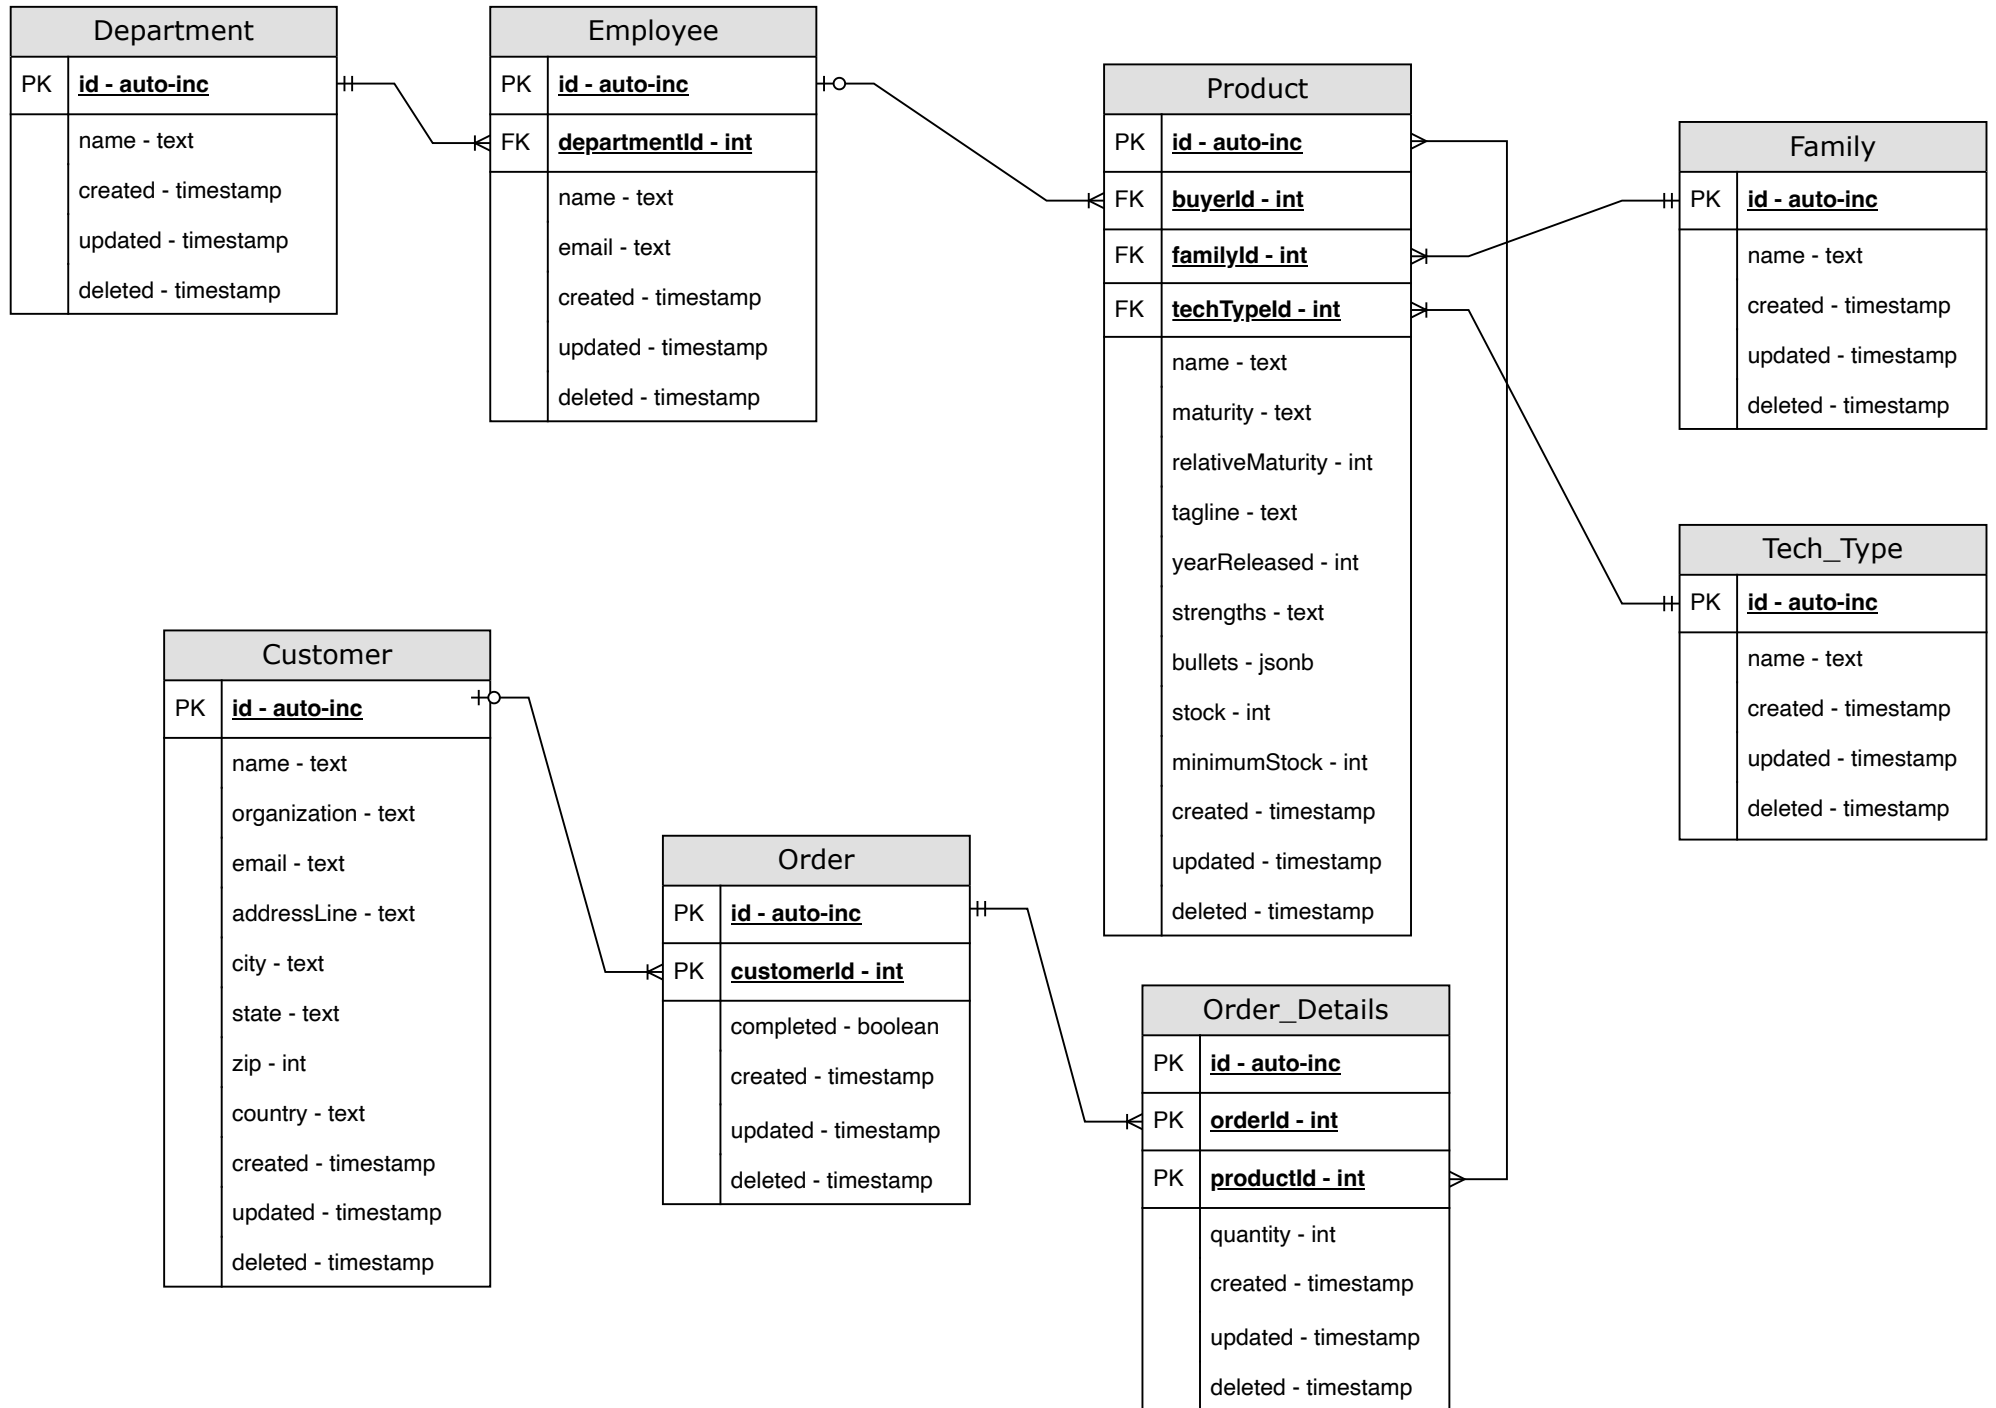 Department
PK id - auto-inc
name - text
created - timestamp
updated - timestamp
deleted - timestamp
Employee
PK id - auto-inc
FK departmentId - int
name - text
email - text
created - timestamp
updated - timestamp
deleted - timestamp
Product
PK id - auto-inc
FK buyerId - int
FK familyId - int
FK techTypeId - int
name - text
maturity - text
relativeMaturity - int
tagline - text
yearReleased - int
strengths - text
bullets - jsonb
stock - int
minimumStock - int
created - timestamp
updated - timestamp
deleted - timestamp
Family
PK id - auto-inc
name - text
created - timestamp
updated - timestamp
deleted - timestamp
Tech_Type
PK id - auto-inc
name - text
created - timestamp
updated - timestamp
deleted - timestamp
Customer
PK id - auto-inc
name - text
organization - text
email - text
addressLine - text
city - text
state - text
zip - int
country - text
created - timestamp
updated - timestamp
deleted - timestamp
Order
PK id - auto-inc
PK customerId - int
completed - boolean
created - timestamp
updated - timestamp
deleted - timestamp
Order_Details
PK id - auto-inc
PK orderId - int
PK productId - int
quantity - int
created - timestamp
updated - timestamp
deleted - timestamp